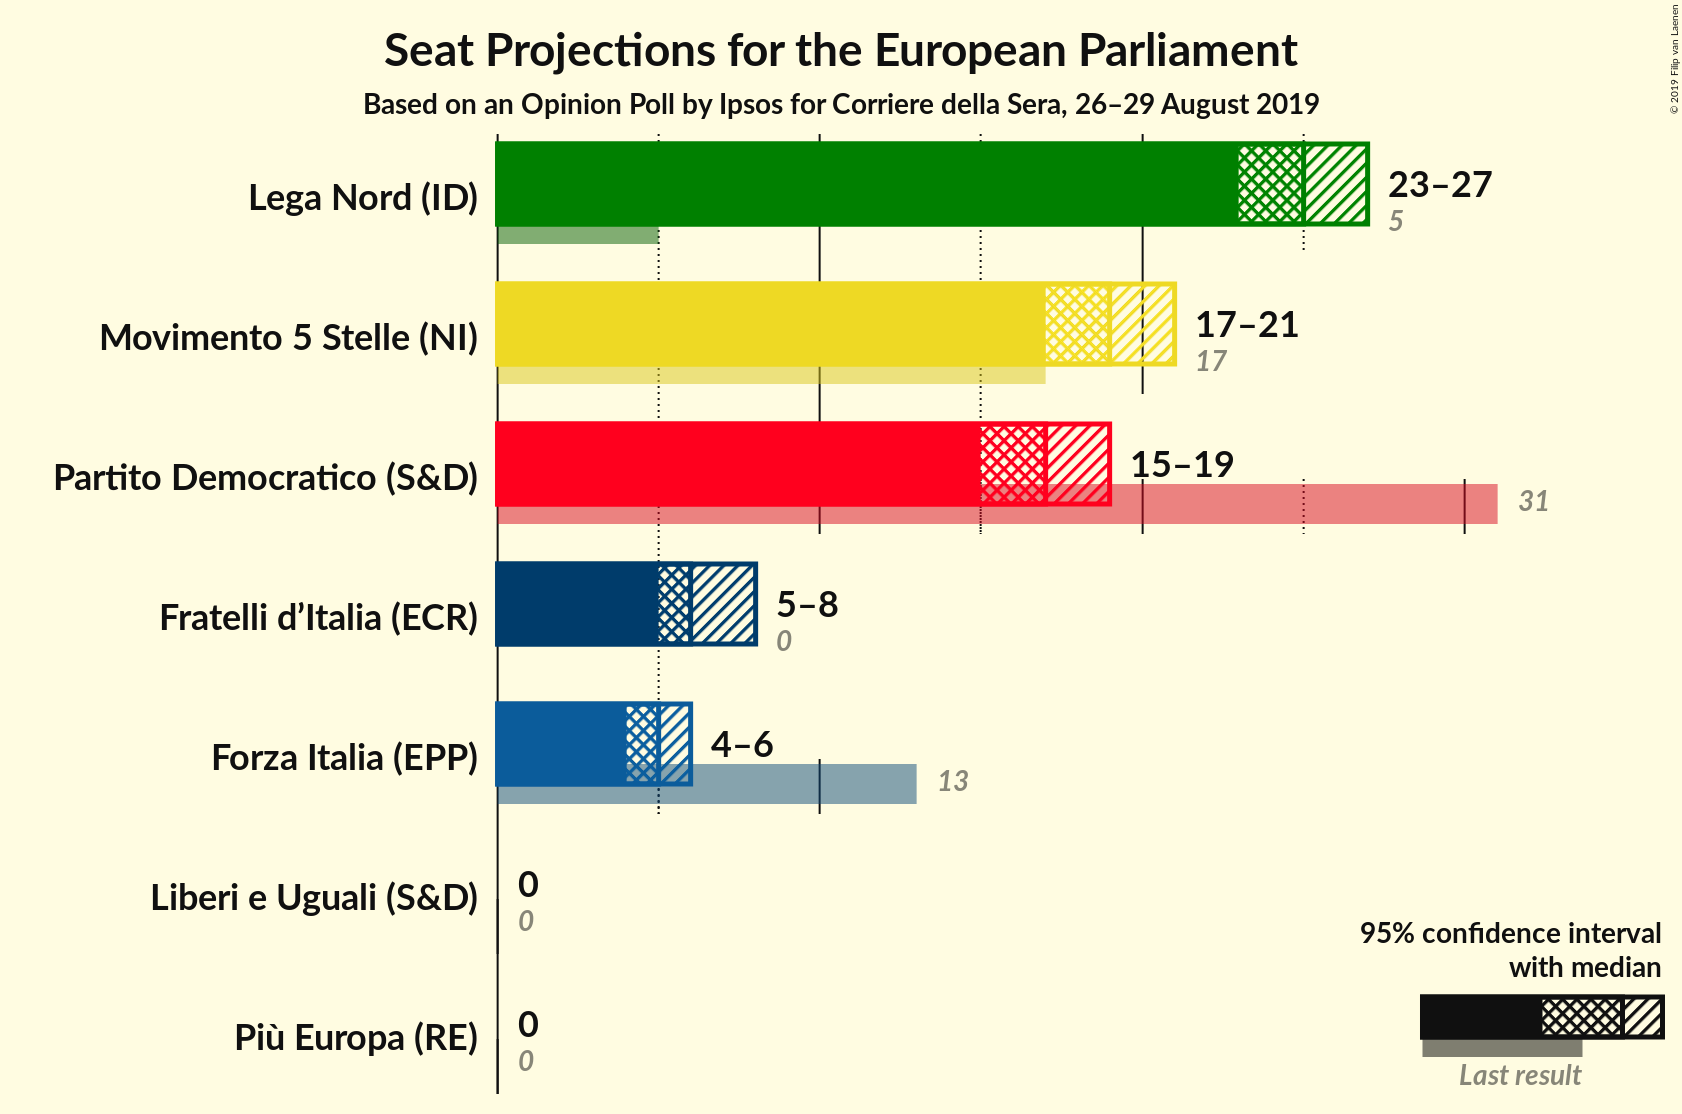 Seat Projections for the European Parliament
Based on an Opinion Poll by Ipsos for Corriere della Sera, 26–29 August 2019
© 2019 Filip van Laenen
Lega Nord (ID)
23–27
5
Movimento 5 Stelle (NI)
17–21
17
Partito Democratico (S&D)
15–19
31
Fratelli d’Italia (ECR)
5–8
0
Forza Italia (EPP)
4–6
13
Liberi e Uguali (S&D)
0
0
Più Europa (RE)
0
0
95% confidence interval
with median
Last result